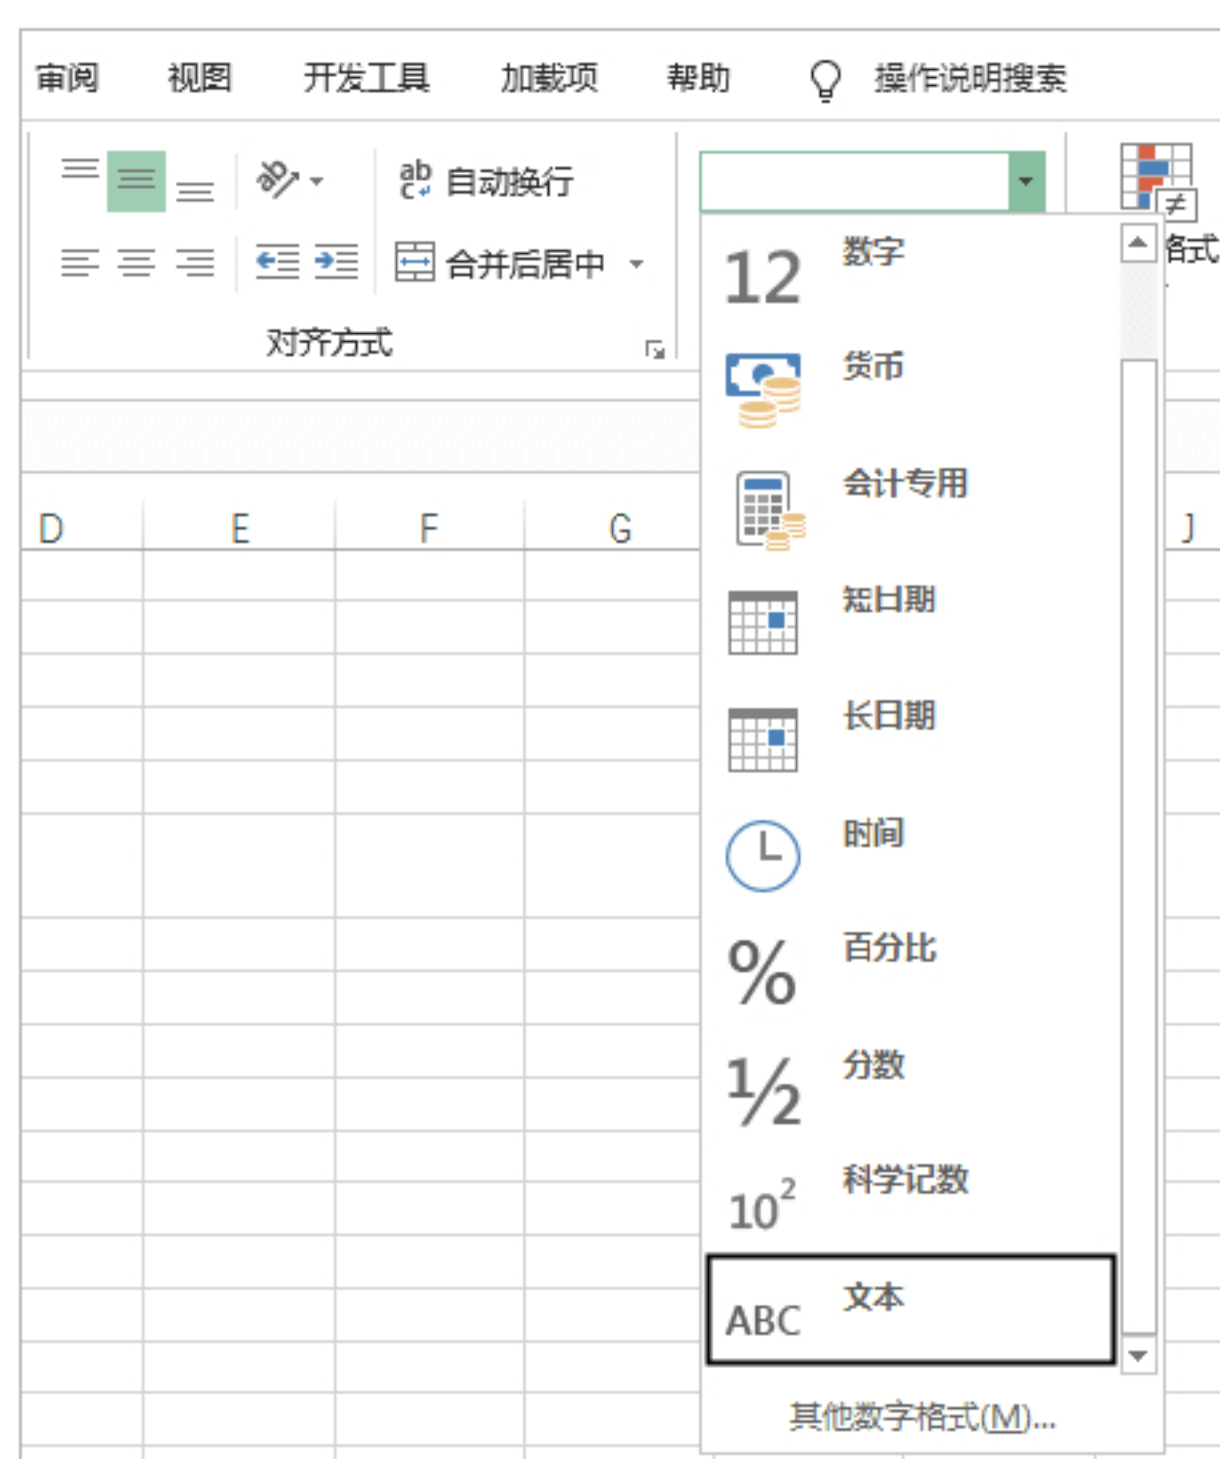 审阅 视图 开发工具 加载项 帮助 操作说明搜索
ab 自动换行
合并后居中
对齐方式
格式
D E F G J
12 数字
货币
会计专用
短日期
长日期
时间
% 百分比
½ 分数
10² 科学记数
ABC 文本
其他数字格式(M)...